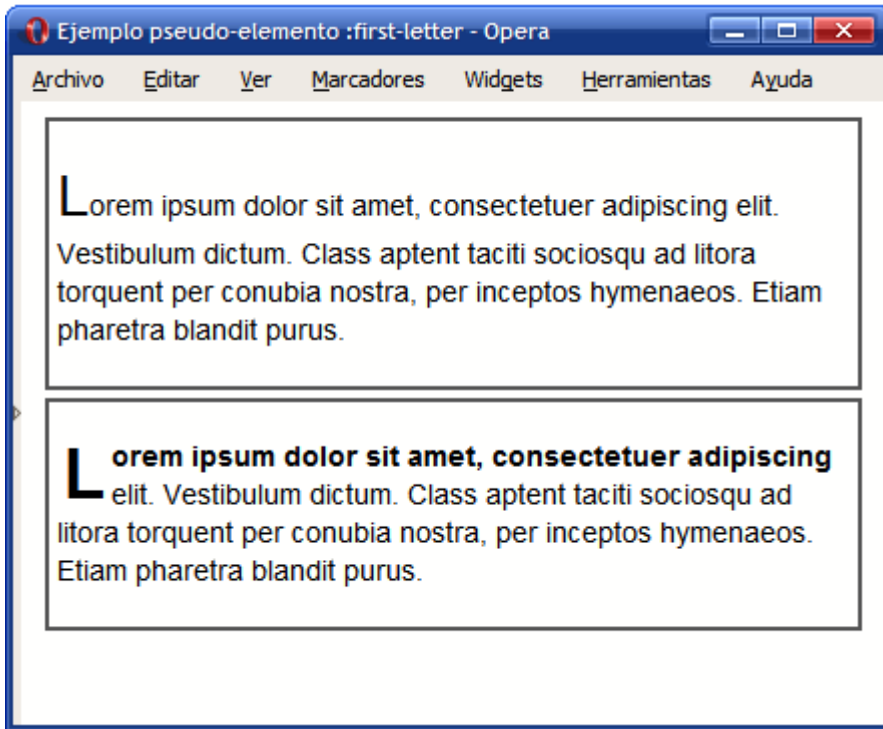 Ejemplo pseudo-elemento :first-letter - Opera
Archivo Editar Ver Marcadores Widgets Herramientas Ayuda
Lorem ipsum dolor sit amet, consectetuer adipiscing elit.
Vestibulum dictum. Class aptent taciti sociosqu ad litora
torquent per conubia nostra, per inceptos hymenaeos. Etiam
pharetra blandit purus.
Lorem ipsum dolor sit amet, consectetuer adipiscing
elit. Vestibulum dictum. Class aptent taciti sociosqu ad
litora torquent per conubia nostra, per inceptos hymenaeos.
Etiam pharetra blandit purus.